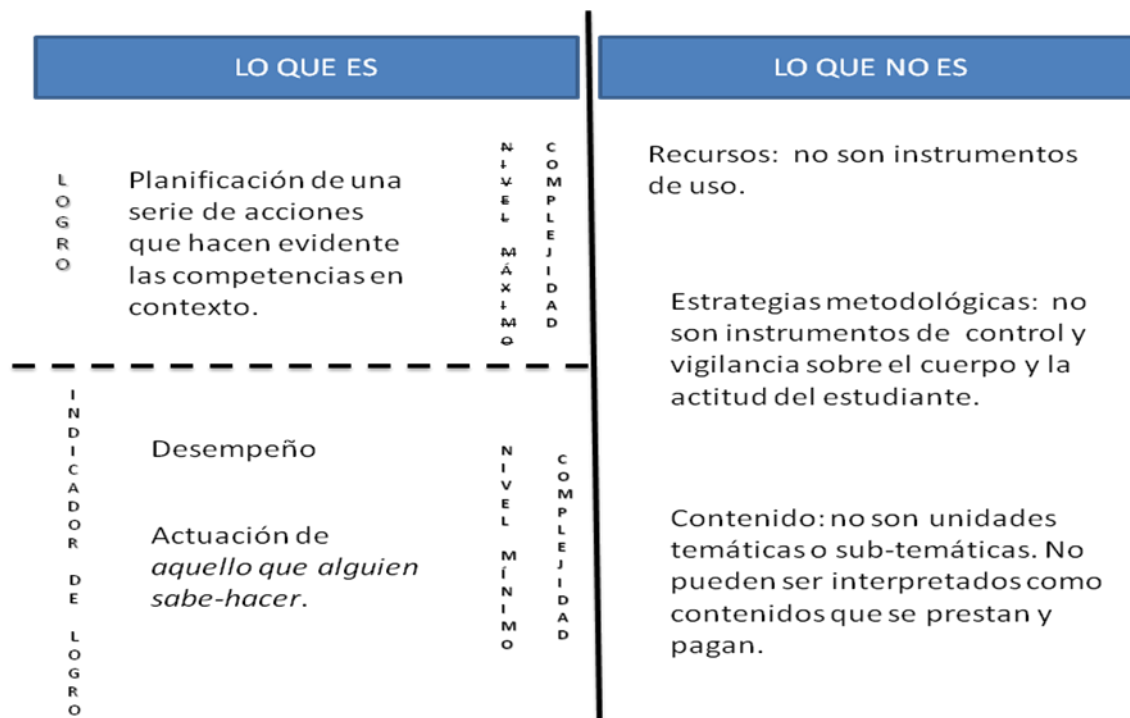 LO QUE ES
LOGRO
Planificación de una
serie de acciones
que hacen evidente
las competencias en
contexto.
NIVEL MÁXIMO
COMPLEJIDAD
INDICADOR DE LOGRO
Desempeño
Actuación de
aquello que alguien
sabe-hacer.
NIVEL MÍNIMO
COMPLEJIDAD
LO QUE NO ES
Recursos: no son instrumentos
de uso.
Estrategias metodológicas: no
son instrumentos de control y
vigilancia sobre el cuerpo y la
actitud del estudiante.
Contenido: no son unidades
temáticas o sub-temáticas. No
pueden ser interpretados como
contenidos que se prestan y
pagan.